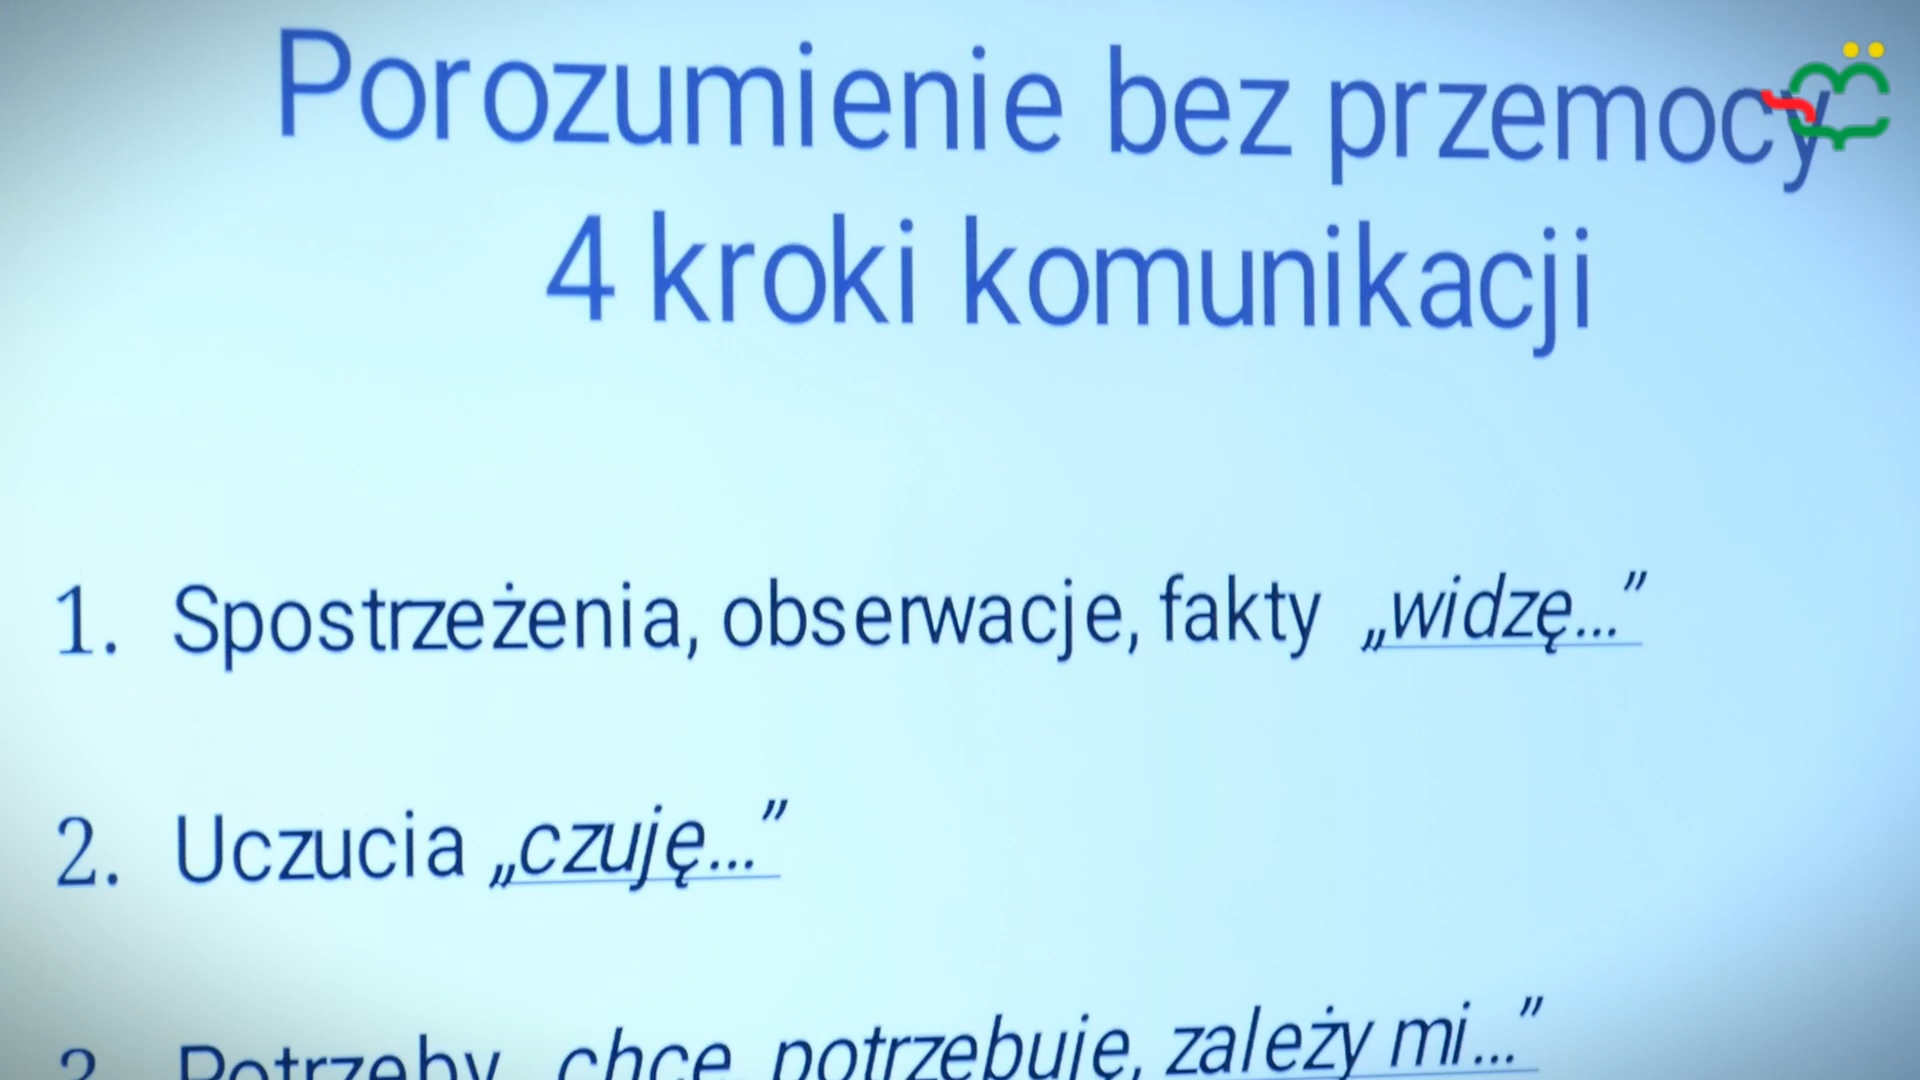 Porozumienie bez przemocy
4 kroki komunikacji
1. Spostrzeżenia, obserwacje, fakty „widzę...”
2. Uczucia „czuję...”
3. Potrzeby „chcę, potrzebuję, zależy mi...”